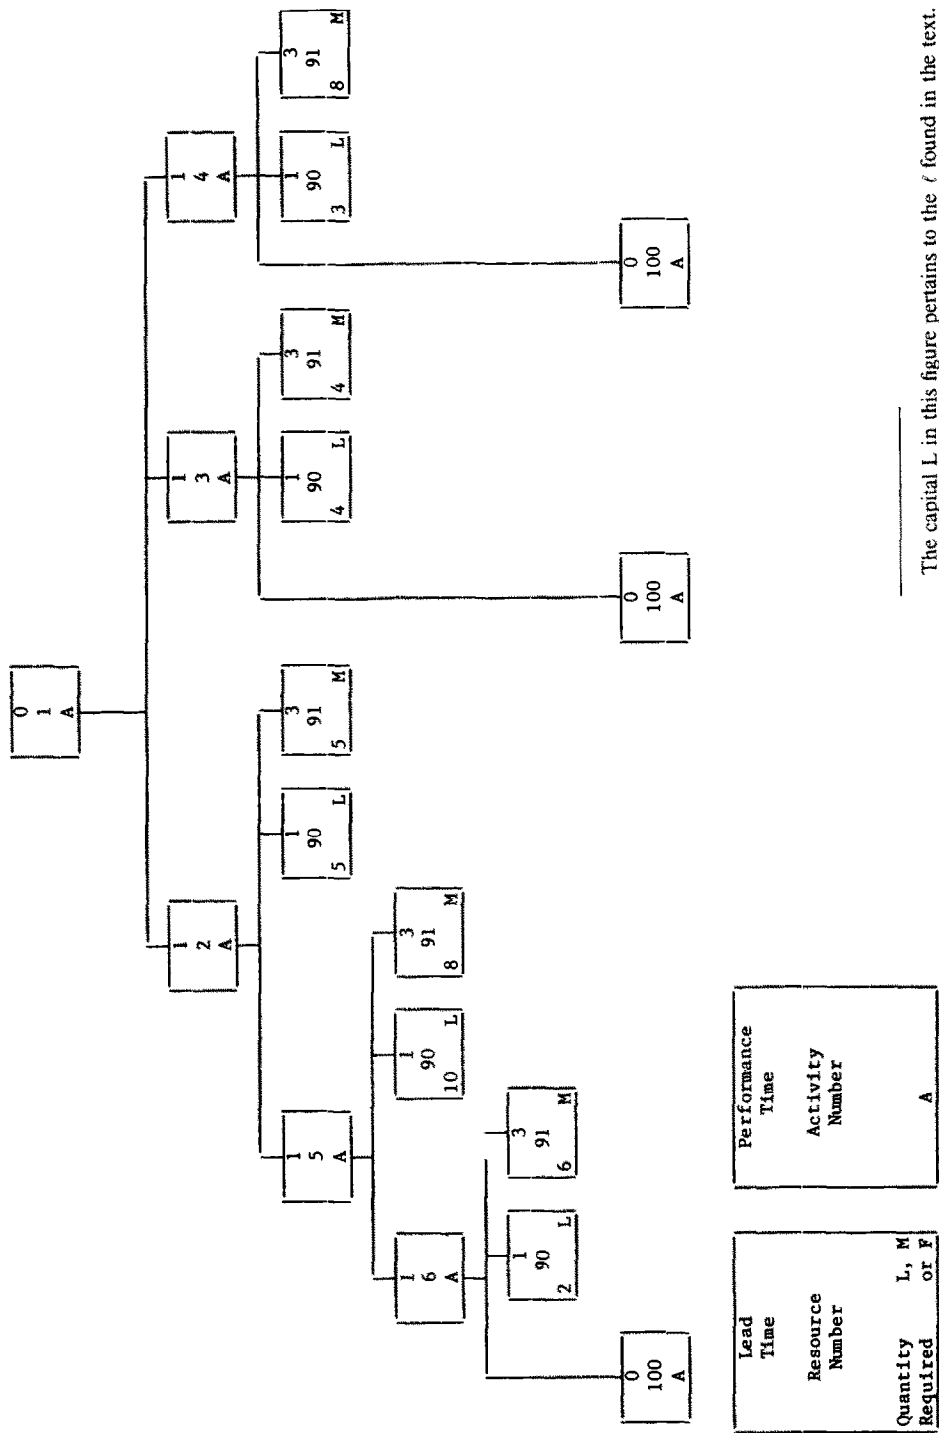 0
1
A
1
2
A
1
3
A
1
4
A
1
5
A
1
90
5 L
3
91
5 M
1
90
4 L
3
91
4 M
1
90
3 L
3
91
8 M
1
6
A
1
90
10 L
3
91
8 M
1
90
2 L
3
91
6 M
0
100
A
0
100
A
0
100
A
Lead
Time
Resource
Number
Quantity L, M
Required or F
Performance
Time
Activity
Number
A
The capital L in this figure pertains to the ℓ found in the text.